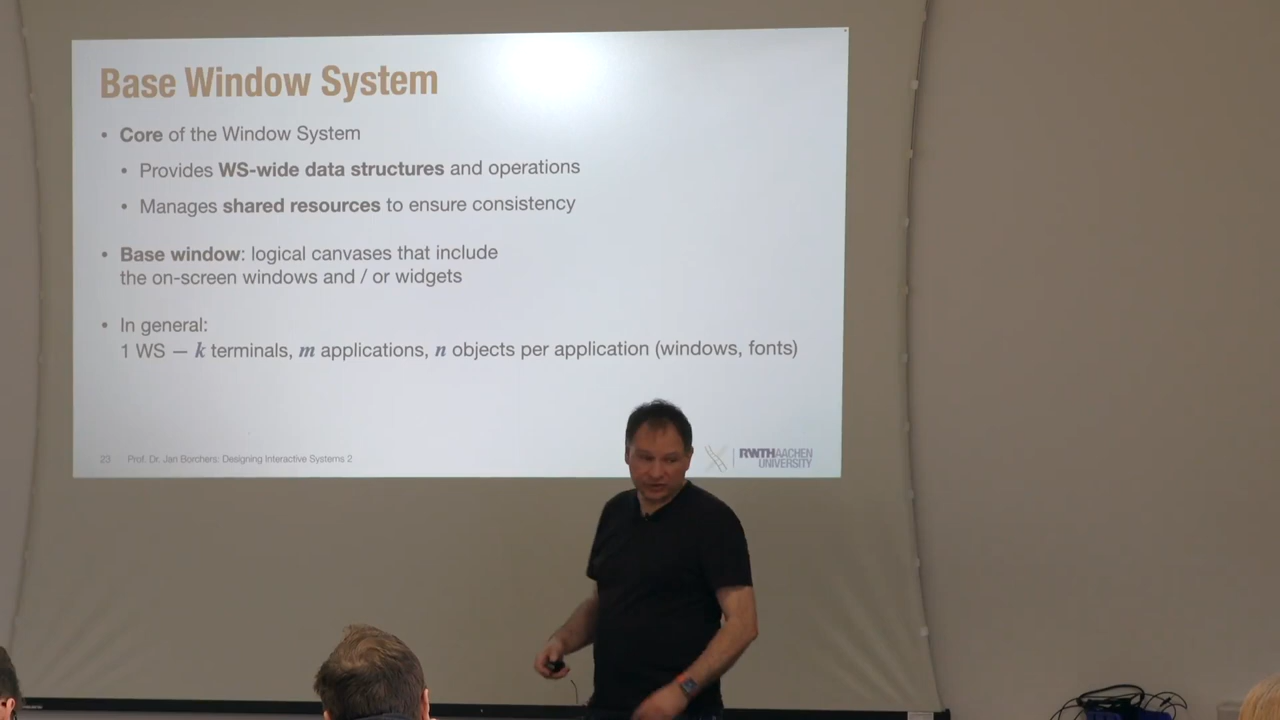 Base Window System
• Core of the Window System
• Provides WS-wide data structures and operations
• Manages shared resources to ensure consistency
• Base window: logical canvases that include
the on-screen windows and / or widgets
• In general:
1 WS — k terminals, m applications, n objects per application (windows, fonts)
23 Prof. Dr. Jan Borchers: Designing Interactive Systems 2
RWTHAACHEN
UNIVERSITY